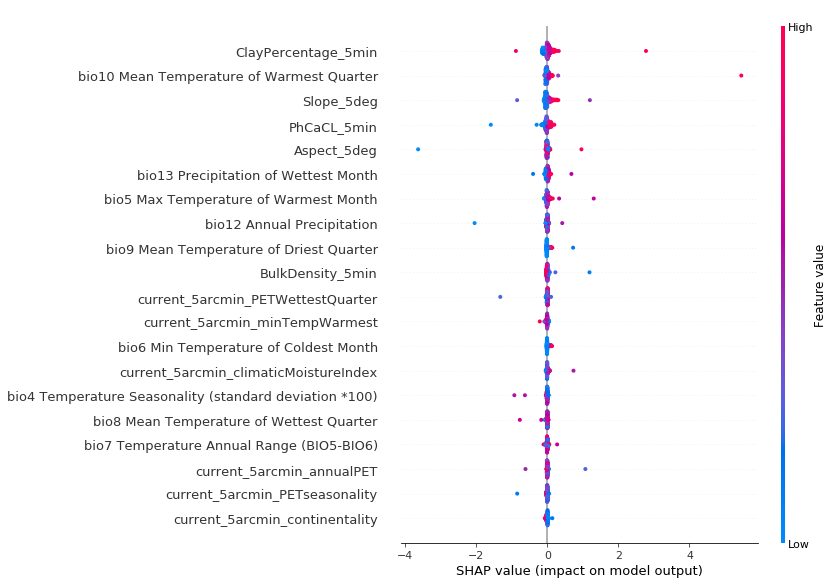 High
ClayPercentage_5min
bio10 Mean Temperature of Warmest Quarter
Slope_5deg
PhCaCL_5min
Aspect_5deg
bio13 Precipitation of Wettest Month
bio5 Max Temperature of Warmest Month
bio12 Annual Precipitation
bio9 Mean Temperature of Driest Quarter
BulkDensity_5min
current_5arcmin_PETWettestQuarter
current_5arcmin_minTempWarmest
bio6 Min Temperature of Coldest Month
current_5arcmin_climaticMoistureIndex
bio4 Temperature Seasonality (standard deviation *100)
bio8 Mean Temperature of Wettest Quarter
bio7 Temperature Annual Range (BIO5-BIO6)
current_5arcmin_annualPET
current_5arcmin_PETseasonality
current_5arcmin_continentality
Feature value
Low
−4 −2 0 2 4
SHAP value (impact on model output)